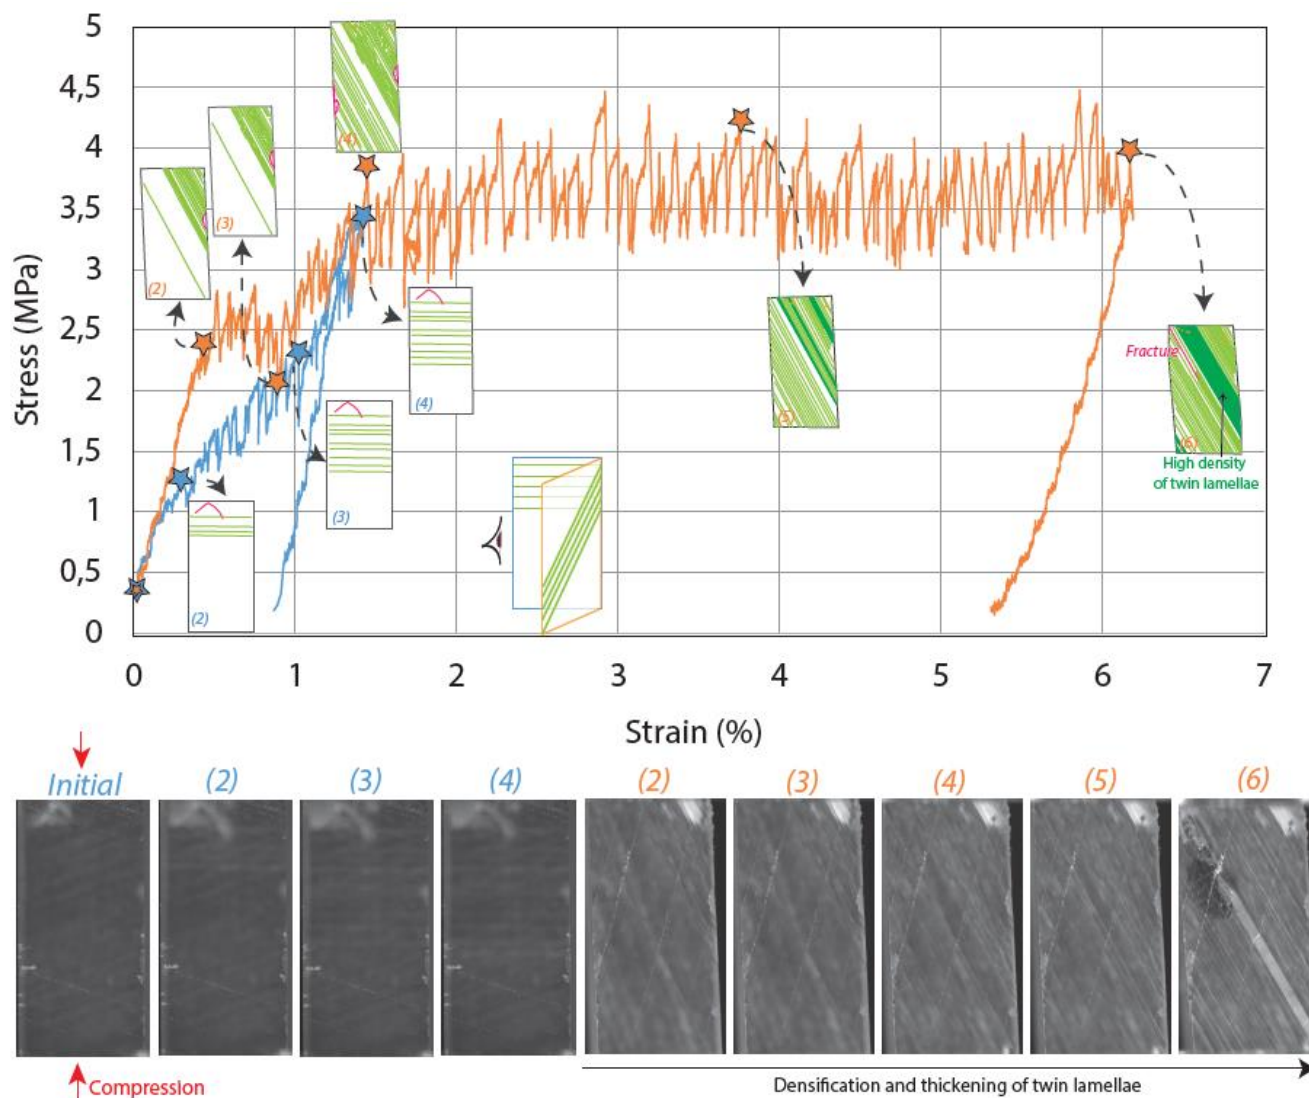 5
4,5
4
3,5
3
2,5
2
1,5
1
0,5
0
Stress (MPa)
0 1 2 3 4 5 6 7
Strain (%)
(2)
(3)
(4)
(2)
(3)
(4)
(5)
Fracture
(6)
High density
of twin lamellae
Initial (2) (3) (4) (2) (3) (4) (5) (6)
Compression
Densification and thickening of twin lamellae